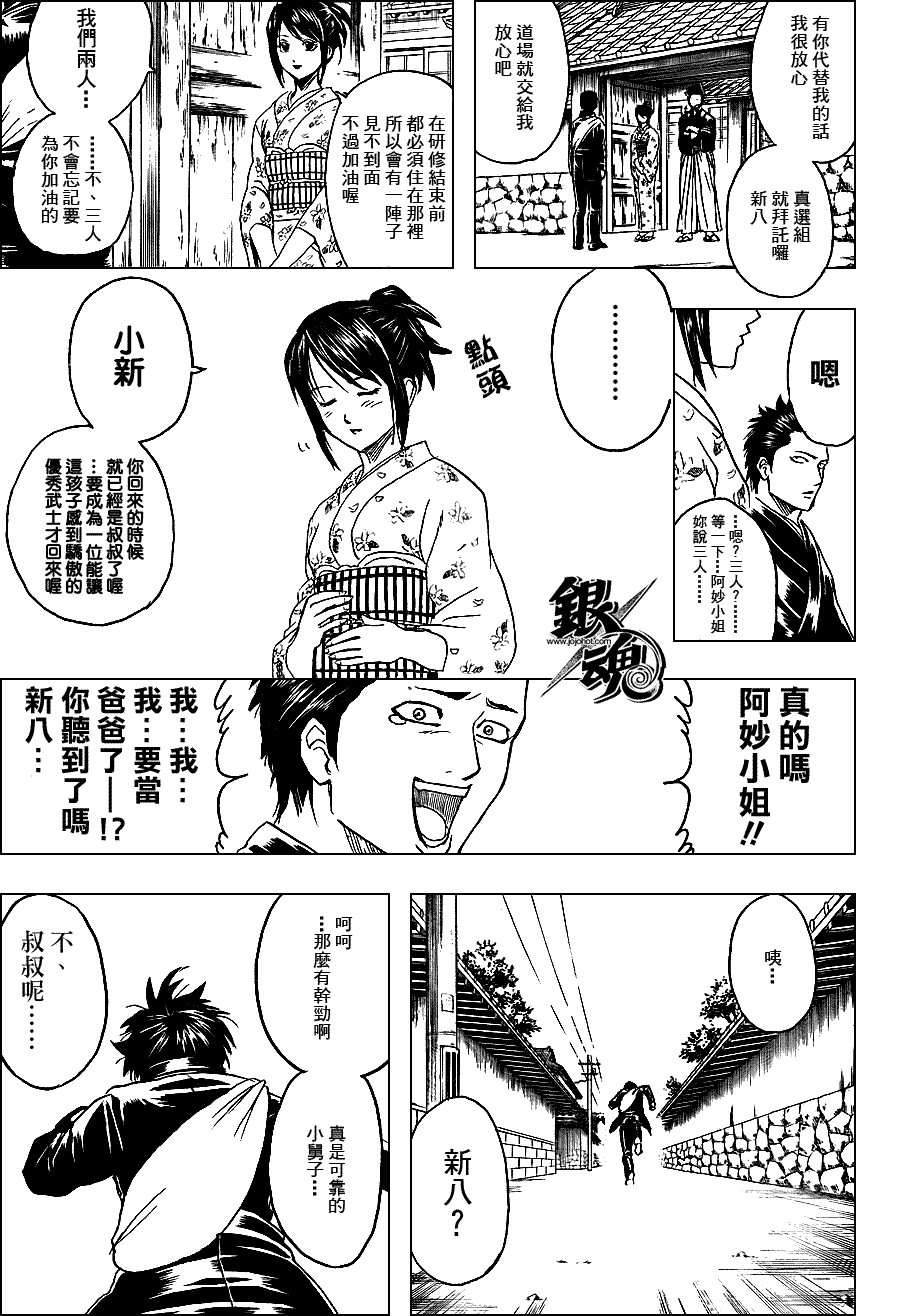 有你代替我的話
我很放心
真選組
就拜託囉
新八
道場就交給我
放心吧
在研修結束前
都必須住在那裡
所以會有一陣子
見不到面
不過加油喔
我們兩人…
………不、三人
不會忘記要
為你加油的
嗯
…嗯？三人？……
等一下…阿妙小姐
妳說三人……
…………
點頭
小新
你回來的時候
就已經是叔叔了喔
…要成為一位能讓
這孩子感到驕傲的
優秀武士才回來喔
銀魂
www.jojohot.com
真的嗎
阿妙小姐!!
我…我…
我…要當
爸爸了——!?
你聽到了嗎
新八…
咦…
新八？
呵呵
…那麼有幹勁啊
真是可靠的
小舅子…
不、
叔叔呢……